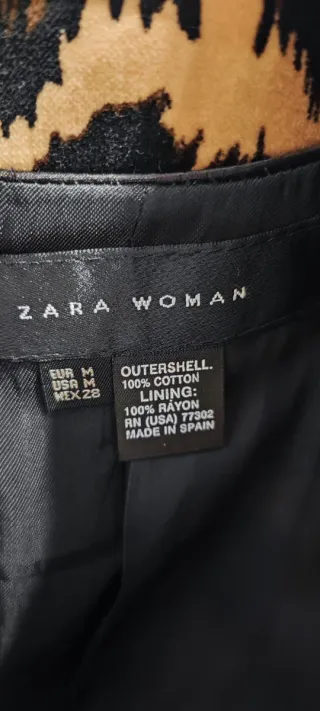 ZARA WOMAN
EUR M
USA M
MEX 28
OUTERSHELL.
100% COTTON
LINING:
100% RAYON
RN (USA) 77302
MADE IN SPAIN